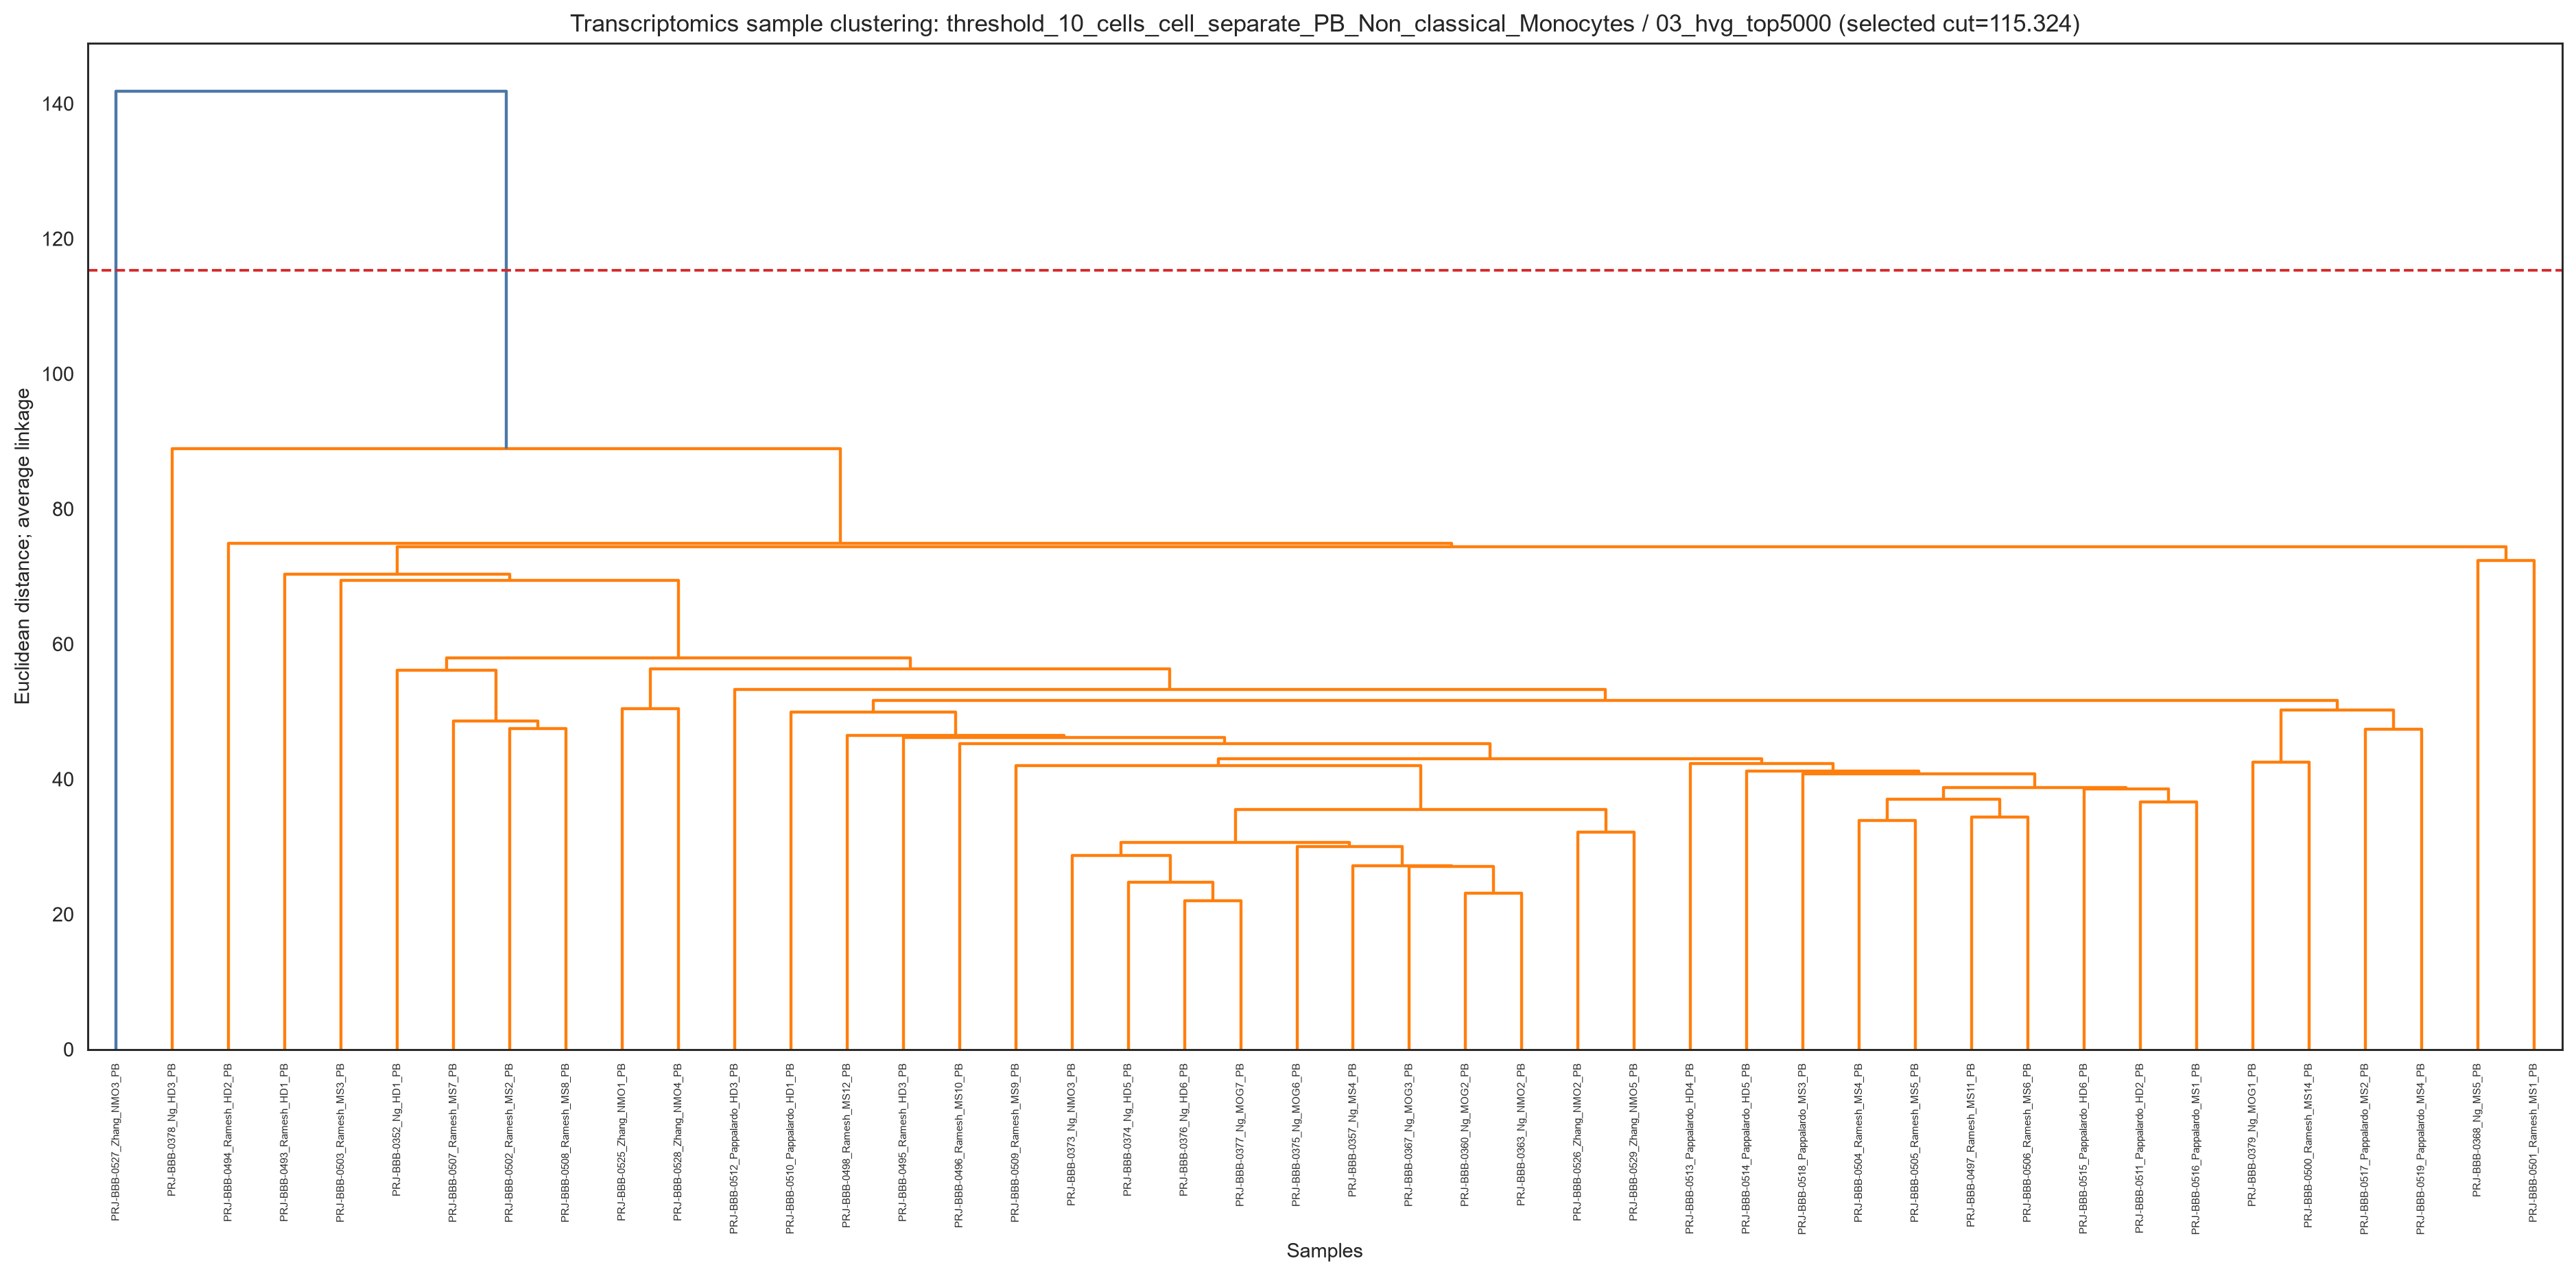 Transcriptomics sample clustering: threshold_10_cells_cell_separate_PB_Non_classical_Monocytes / 03_hvg_top5000 (selected cut=115.324)
Euclidean distance; average linkage
140
120
100
80
60
40
20
0
PRJ-BBB-0527_Zhang_NMO3_PB
PRJ-BBB-0378_Ng_HD3_PB
PRJ-BBB-0494_Ramesh_HD2_PB
PRJ-BBB-0493_Ramesh_HD1_PB
PRJ-BBB-0503_Ramesh_MS3_PB
PRJ-BBB-0352_Ng_HD1_PB
PRJ-BBB-0507_Ramesh_MS7_PB
PRJ-BBB-0502_Ramesh_MS2_PB
PRJ-BBB-0508_Ramesh_MS8_PB
PRJ-BBB-0525_Zhang_NMO1_PB
PRJ-BBB-0528_Zhang_NMO4_PB
PRJ-BBB-0512_Pappalardo_HD3_PB
PRJ-BBB-0510_Pappalardo_HD1_PB
PRJ-BBB-0498_Ramesh_MS12_PB
PRJ-BBB-0495_Ramesh_HD3_PB
PRJ-BBB-0496_Ramesh_MS10_PB
PRJ-BBB-0509_Ramesh_MS9_PB
PRJ-BBB-0373_Ng_NMO3_PB
PRJ-BBB-0374_Ng_HD5_PB
PRJ-BBB-0376_Ng_HD6_PB
PRJ-BBB-0377_Ng_MOG7_PB
PRJ-BBB-0375_Ng_MOG6_PB
PRJ-BBB-0357_Ng_MS4_PB
PRJ-BBB-0367_Ng_MOG3_PB
PRJ-BBB-0360_Ng_MOG2_PB
PRJ-BBB-0363_Ng_NMO2_PB
PRJ-BBB-0526_Zhang_NMO2_PB
PRJ-BBB-0529_Zhang_NMO5_PB
PRJ-BBB-0513_Pappalardo_HD4_PB
PRJ-BBB-0514_Pappalardo_HD5_PB
PRJ-BBB-0518_Pappalardo_MS3_PB
PRJ-BBB-0504_Ramesh_MS4_PB
PRJ-BBB-0505_Ramesh_MS5_PB
PRJ-BBB-0497_Ramesh_MS11_PB
PRJ-BBB-0506_Ramesh_MS6_PB
PRJ-BBB-0515_Pappalardo_HD6_PB
PRJ-BBB-0511_Pappalardo_HD2_PB
PRJ-BBB-0516_Pappalardo_MS1_PB
PRJ-BBB-0379_Ng_MOG1_PB
PRJ-BBB-0500_Ramesh_MS14_PB
PRJ-BBB-0517_Pappalardo_MS2_PB
PRJ-BBB-0519_Pappalardo_MS4_PB
PRJ-BBB-0368_Ng_MS5_PB
PRJ-BBB-0501_Ramesh_MS1_PB
Samples